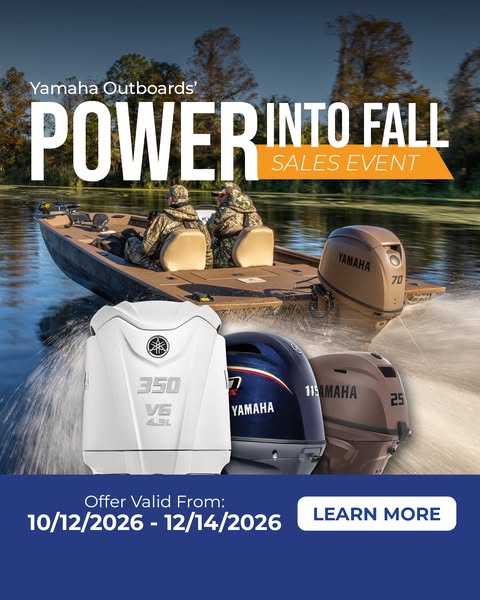 Yamaha Outboards'
POWER INTO FALL
SALES EVENT
YAMAHA
70
350
V6
4.3L
YAMAHA
115
YAMAHA
25
Offer Valid From:
10/12/2026 - 12/14/2026
LEARN MORE